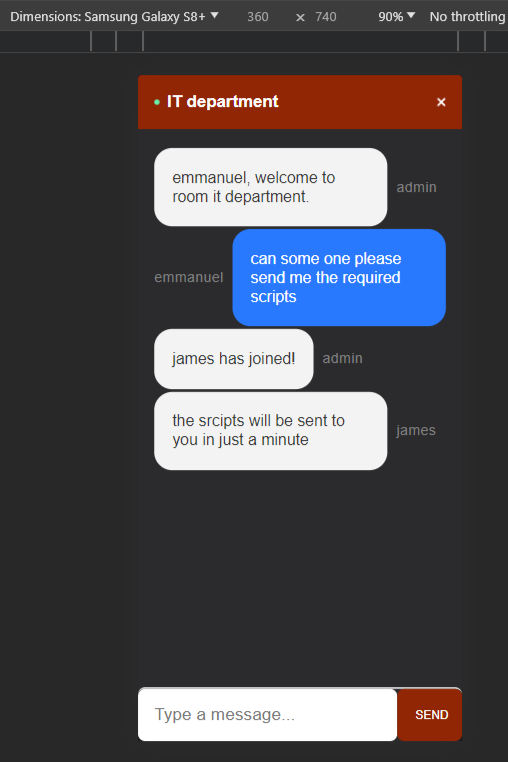 Dimensions: Samsung Galaxy S8+ ▼ 360 × 740 90% ▼ No throttling
• IT department ×
emmanuel, welcome to
room it department.
admin
emmanuel
can some one please
send me the required
scripts
james has joined!
admin
the srcipts will be sent to
you in just a minute
james
Type a message...
SEND